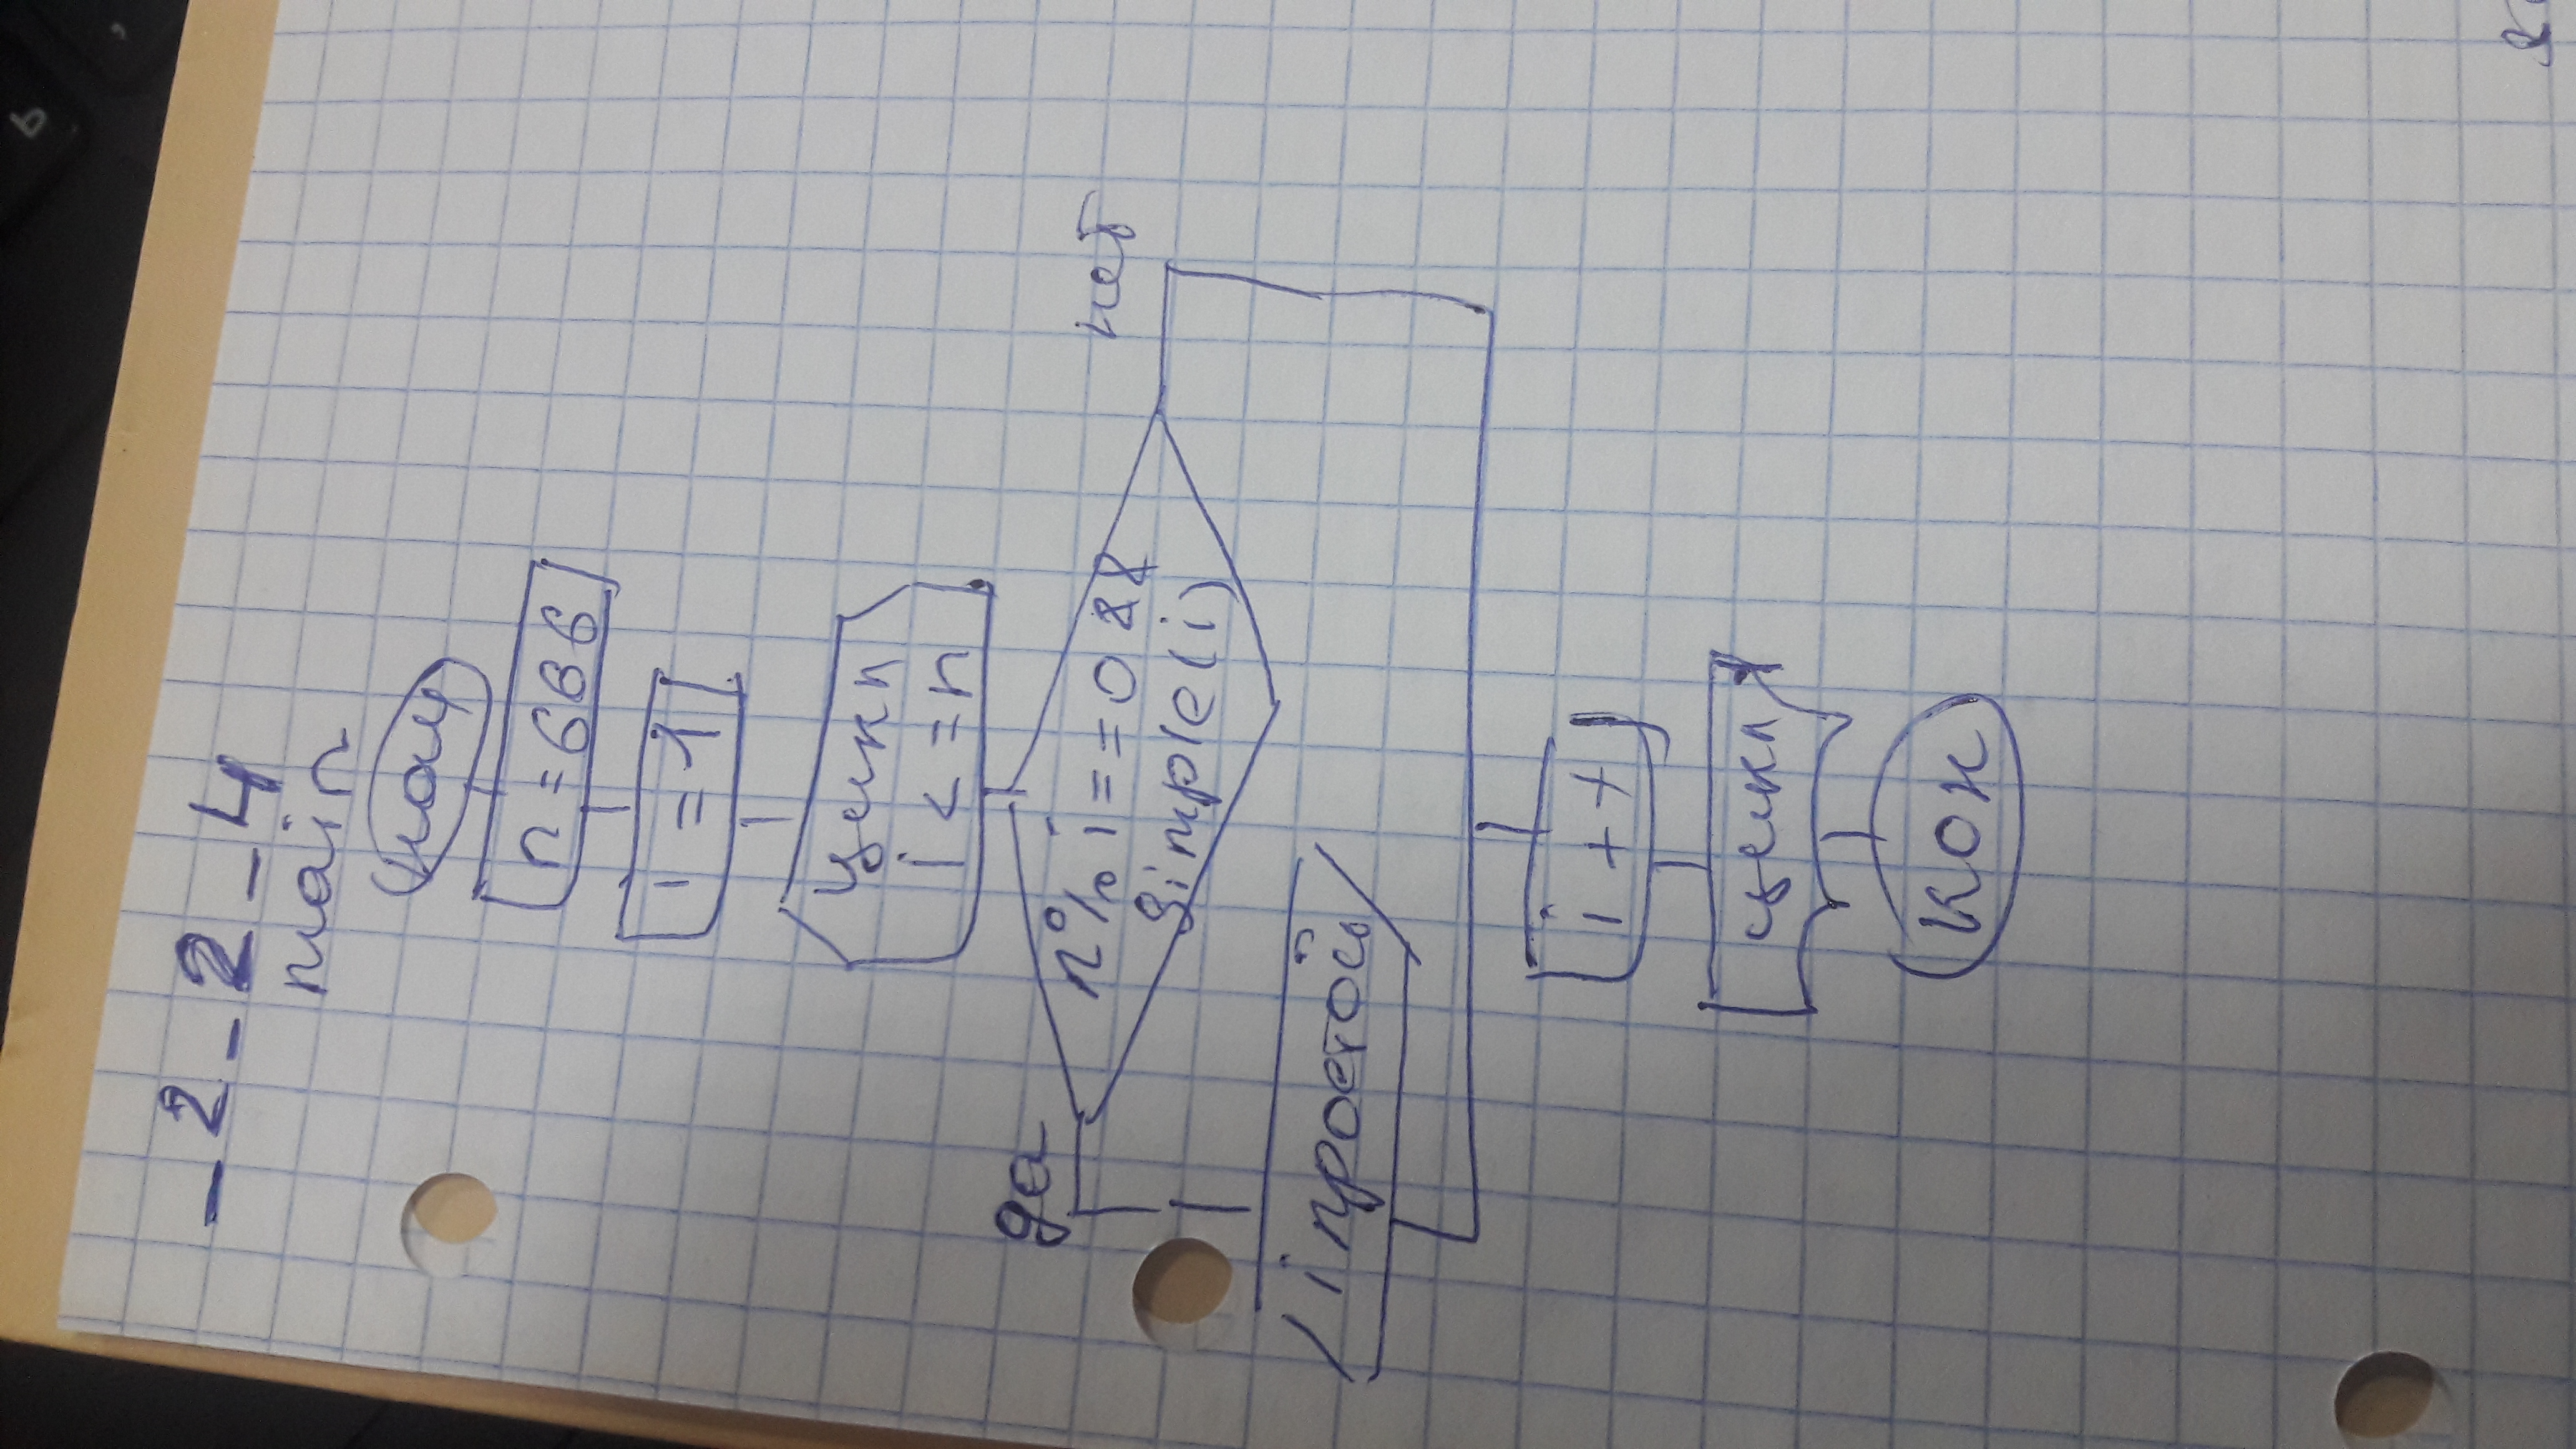 _2_2_4
main
нач
n=666
i=1
цикл
i<=n
да
n%i==0 &&
simple(i)
нет
i простой
i++
цикл
кон